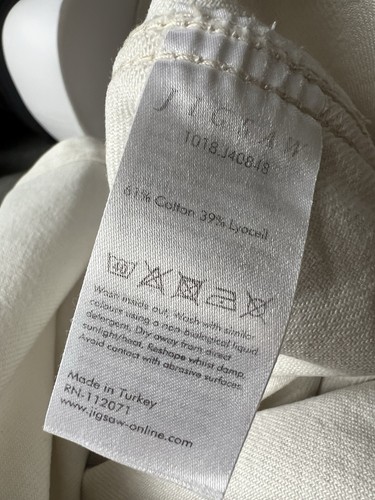 JIGSAW
1018J40848
61% Cotton 39% Lyocell
40
Wash inside out. Wash with similar
colours using a non-biological liquid
detergent. Dry away from direct
sunlight/heat. Reshape whilst damp.
Avoid contact with abrasive surfaces.
Made in Turkey
RN-112071
www.jigsaw-online.com